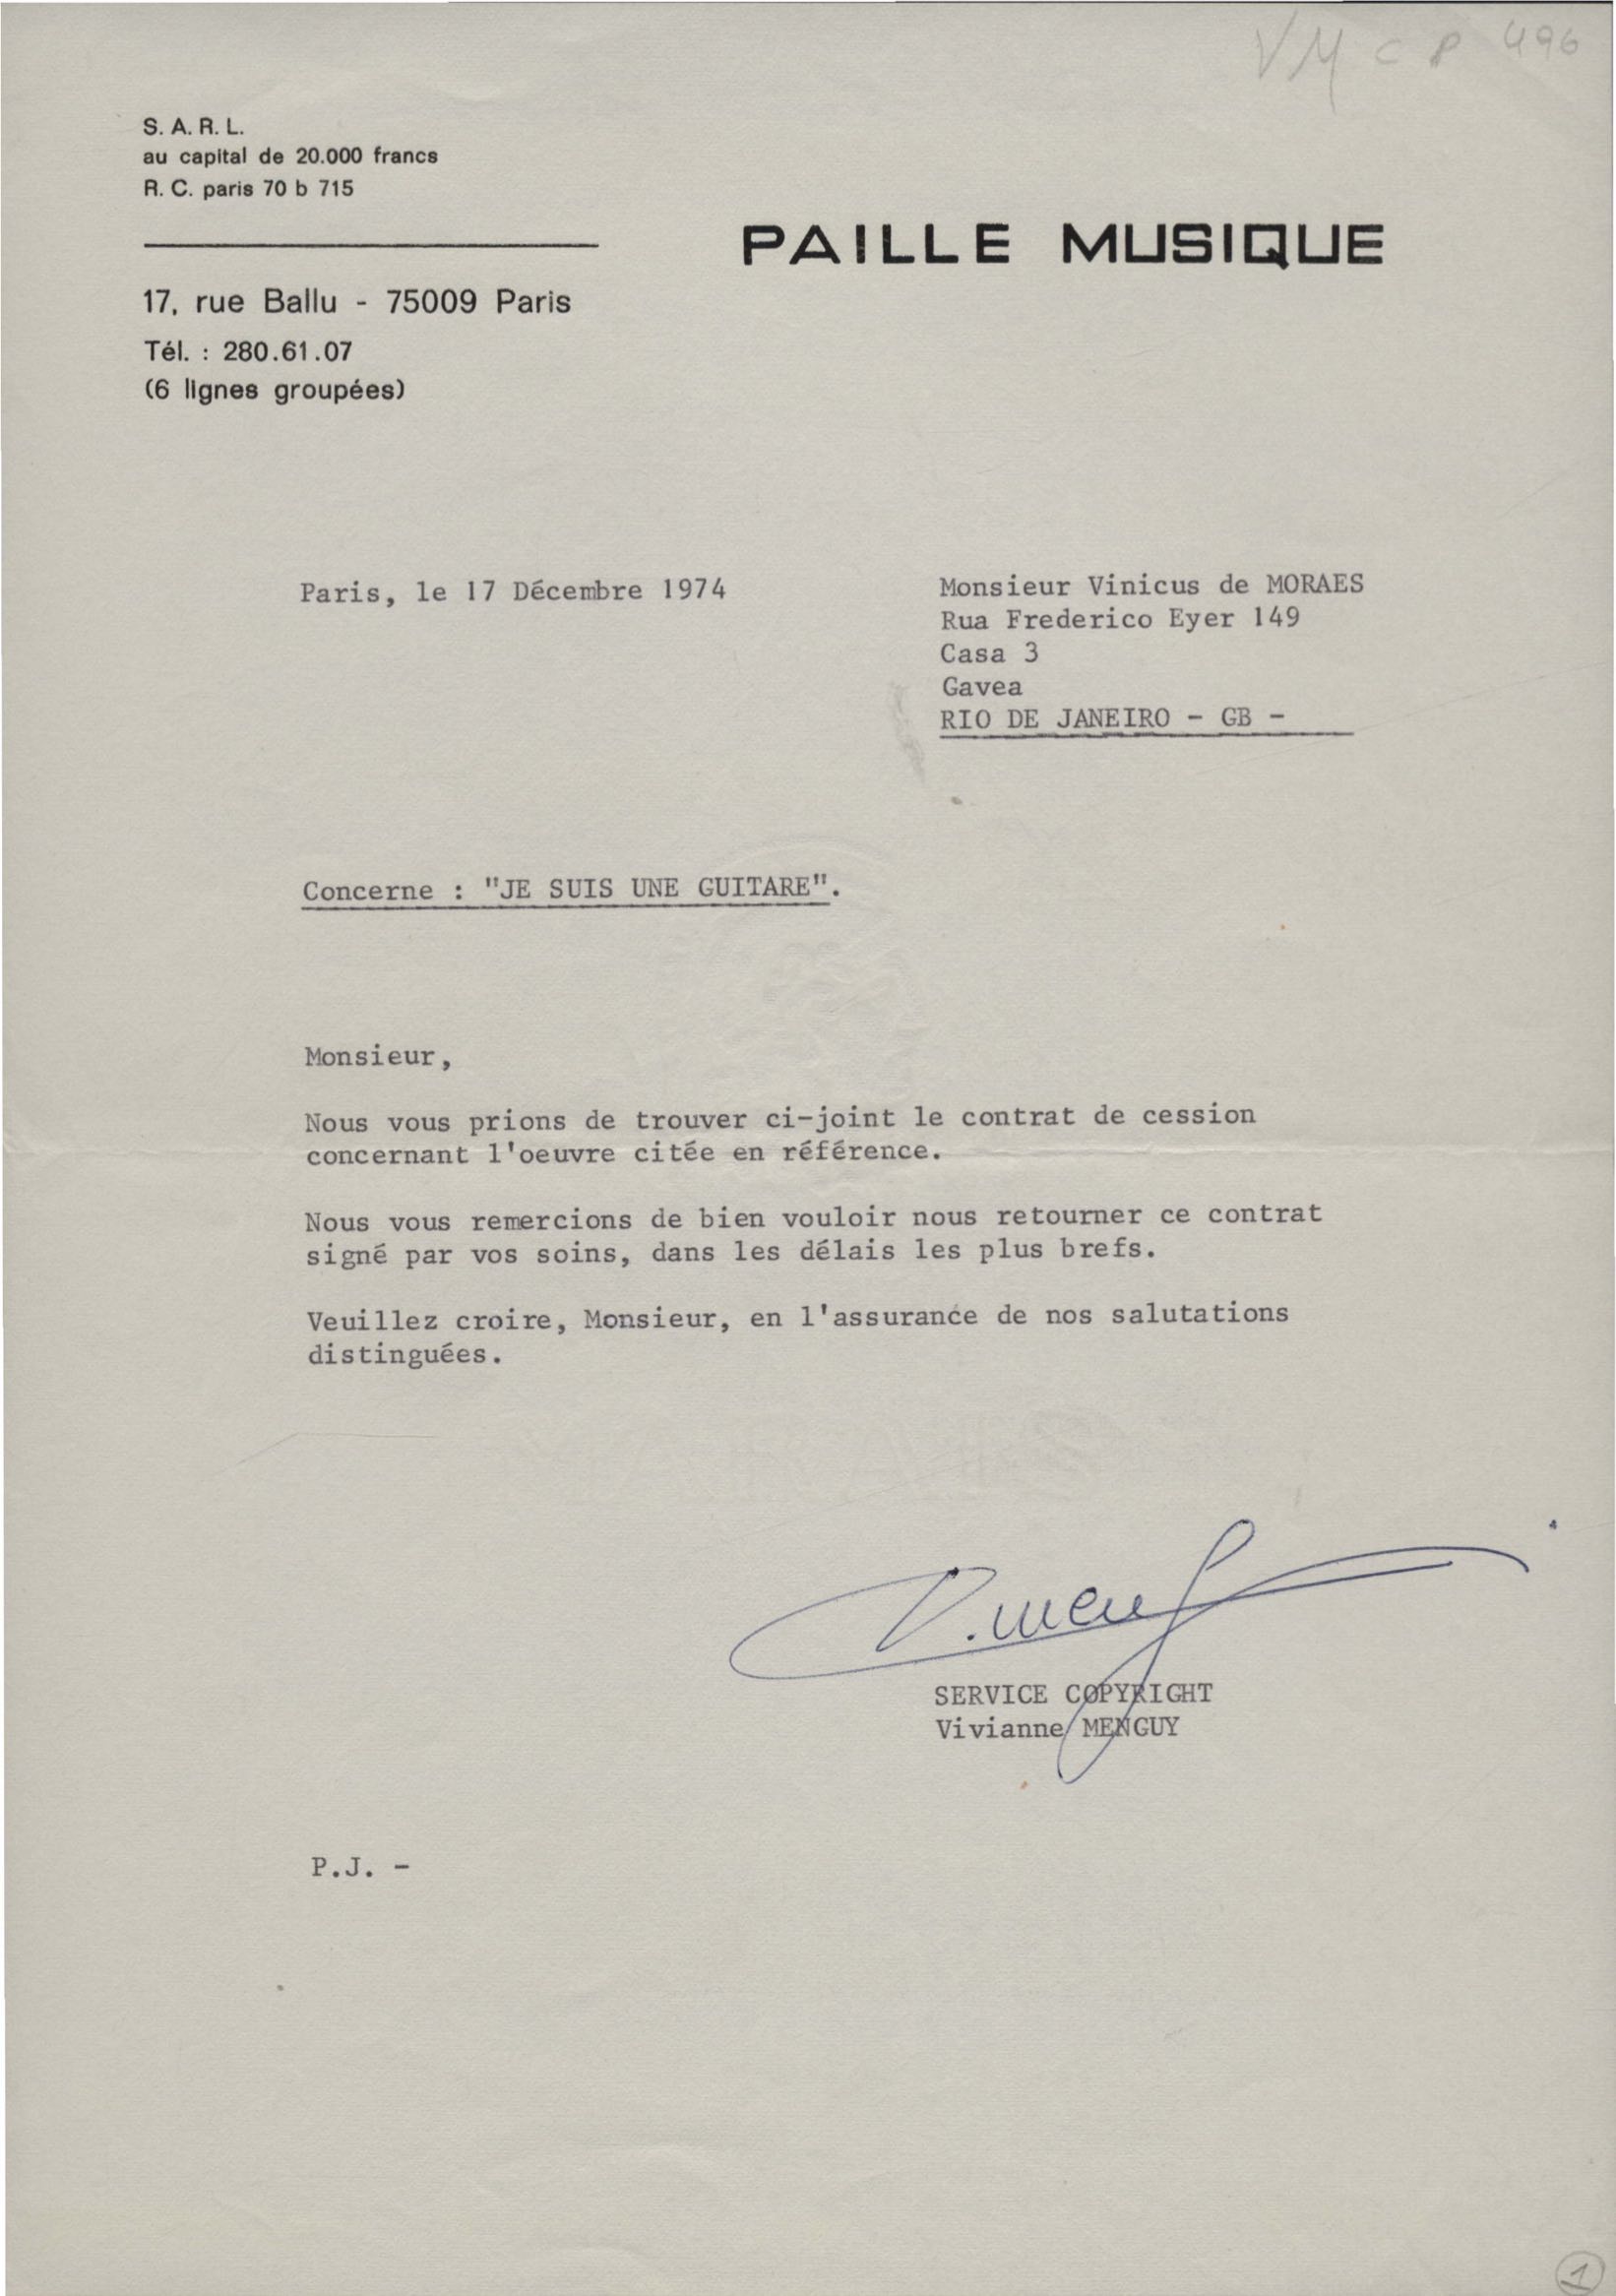 VM CP 496
S. A. R. L.
au capital de 20.000 francs
R. C. paris 70 b 715
PAILLE MUSIQUE
17, rue Ballu - 75009 Paris
Tél. : 280.61.07
(6 lignes groupées)
Paris, le 17 Décembre 1974
Monsieur Vinicus de MORAES
Rua Frederico Eyer 149
Casa 3
Gavea
RIO DE JANEIRO - GB -
Concerne : "JE SUIS UNE GUITARE".
Monsieur,
Nous vous prions de trouver ci-joint le contrat de cession
concernant l'oeuvre citée en référence.
Nous vous remercions de bien vouloir nous retourner ce contrat
signé par vos soins, dans les délais les plus brefs.
Veuillez croire, Monsieur, en l'assurance de nos salutations
distinguées.
SERVICE COPYRIGHT
Vivianne MENGUY
P.J. -
1